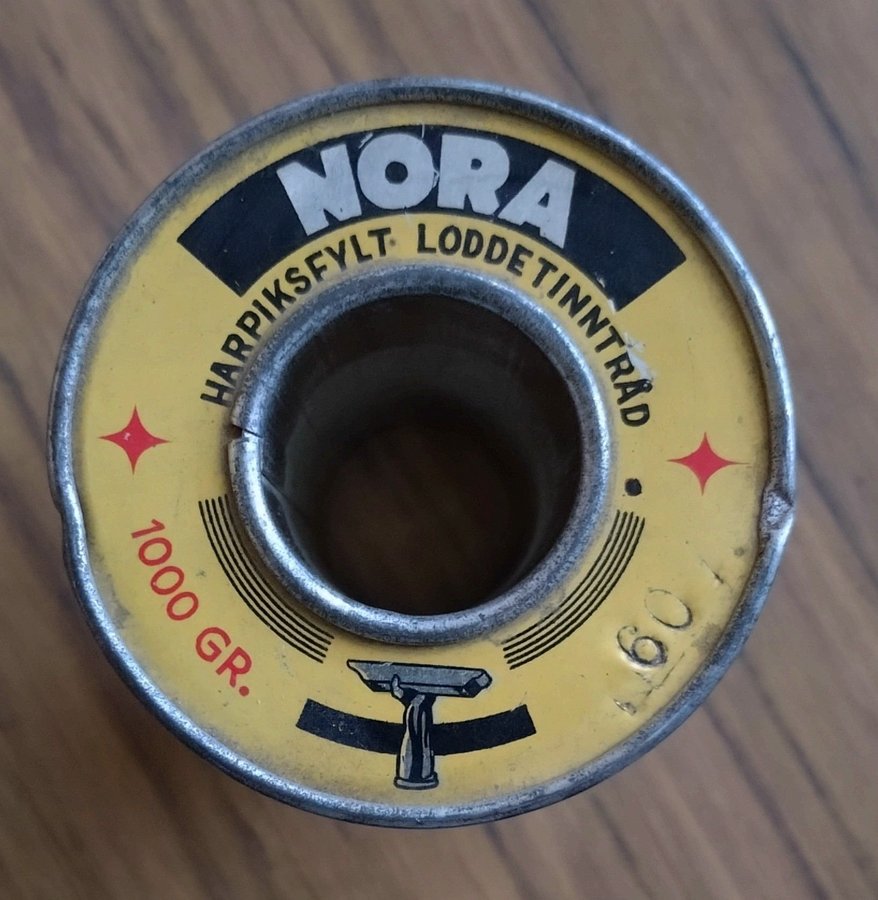 NORA
HARPIKSFYLT LODDETINNTRÅD
1000 GR.
60